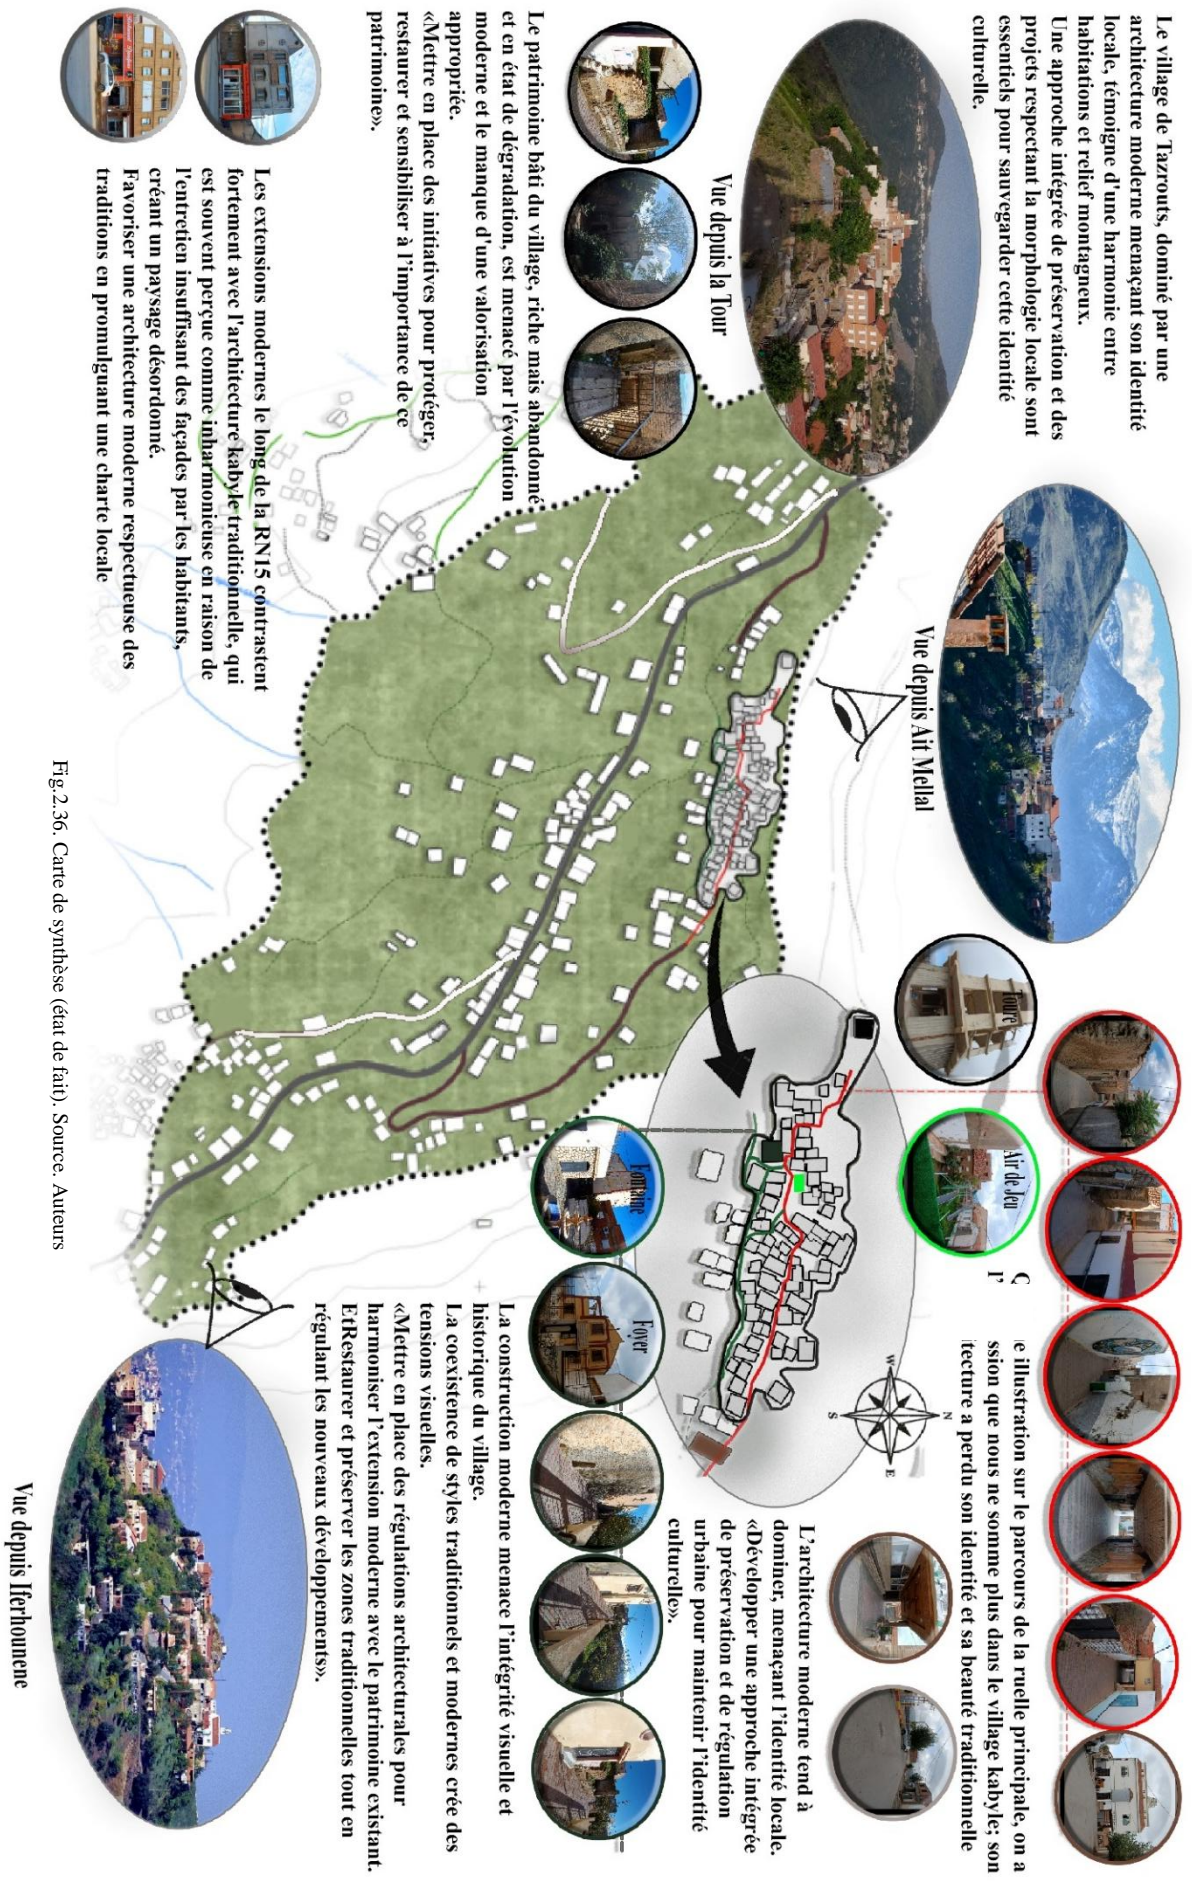 Le village de Tazrouts, dominé par une
architecture moderne menaçant son identité
locale, témoigne d'une harmonie entre
habitations et relief montagneux.
Une approche intégrée de préservation et des
projets respectant la morphologie locale sont
essentiels pour sauvegarder cette identité
culturelle.
Vue depuis la Tour
Le patrimoine bâti du village, riche mais abandonné
et en état de dégradation, est menacé par l'évolution
moderne et le manque d'une valorisation
appropriée.
«Mettre en place des initiatives pour protéger,
restaurer et sensibiliser à l'importance de ce
patrimoine».
Les extensions modernes le long de la RN15 contrastent
fortement avec l'architecture kabyle traditionnelle, qui
est souvent perçue comme inharmonieuse en raison de
l'entretien insuffisant des façades par les habitants,
créant un paysage désordonné.
Favoriser une architecture moderne respectueuse des
traditions en promulguant une charte locale
Vue depuis Ait Mellal
Toure
Air de Jeu
e illustration sur le parcours de la ruelle principale, on a
ssion que nous ne somme plus dans le village kabyle; son
tecture a perdu son identité et sa beauté traditionnelle
N
W
E
S
L'architecture moderne tend à
dominer, menaçant l'identité locale.
«Développer une approche intégrée
de préservation et de régulation
urbaine pour maintenir l'identité
culturelle».
Fontaine
Foyer
La construction moderne menace l'intégrité visuelle et
historique du village.
La coexistence de styles traditionnels et modernes crée des
tensions visuelles.
«Mettre en place des régulations architecturales pour
harmoniser l'extension moderne avec le patrimoine existant.
EtRestaurer et préserver les zones traditionnelles tout en
régulant les nouveaux développements».
Vue depuis Iferhounene
Fig.2.36. Carte de synthèse (état de fait). Source. Auteurs